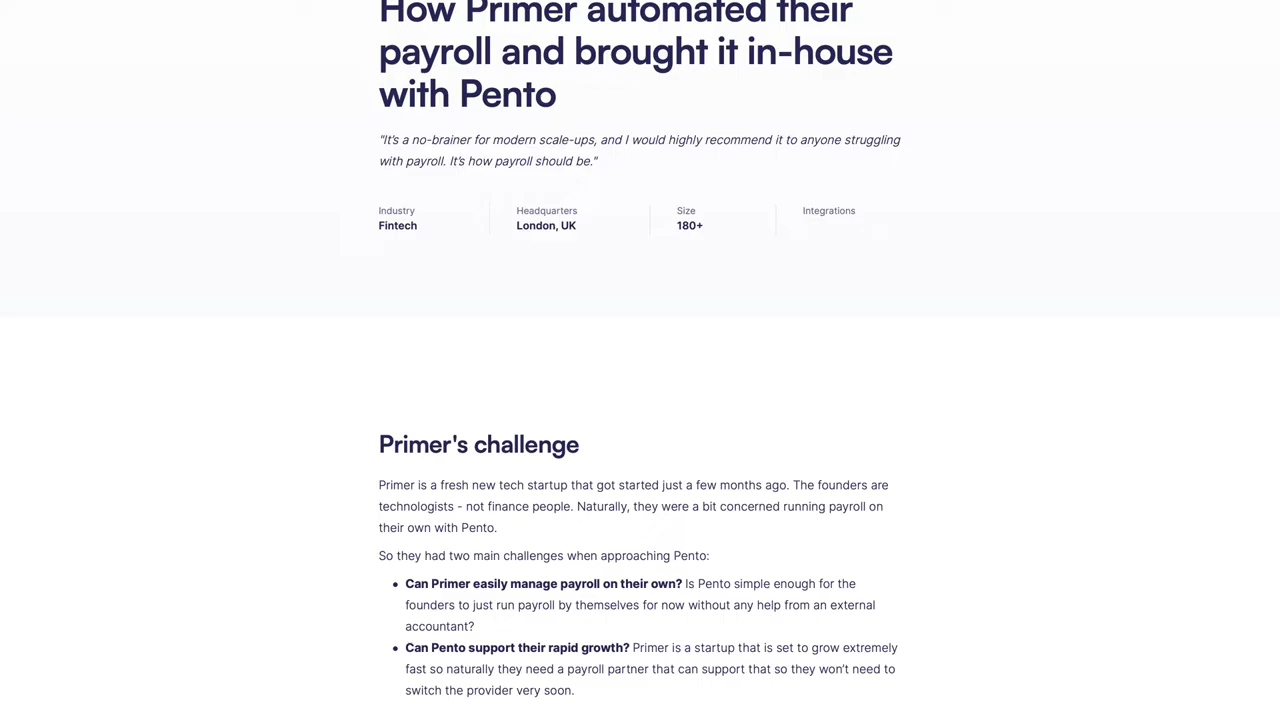 How Primer automated their
payroll and brought it in-house
with Pento
"It's a no-brainer for modern scale-ups, and I would highly recommend it to anyone struggling
with payroll. It's how payroll should be."
Industry
Fintech
Headquarters
London, UK
Size
180+
Integrations
Primer's challenge
Primer is a fresh new tech startup that got started just a few months ago. The founders are
technologists - not finance people. Naturally, they were a bit concerned running payroll on
their own with Pento.
So they had two main challenges when approaching Pento:
• Can Primer easily manage payroll on their own? Is Pento simple enough for the
founders to just run payroll by themselves for now without any help from an external
accountant?
• Can Pento support their rapid growth? Primer is a startup that is set to grow extremely
fast so naturally they need a payroll partner that can support that so they won’t need to
switch the provider very soon.